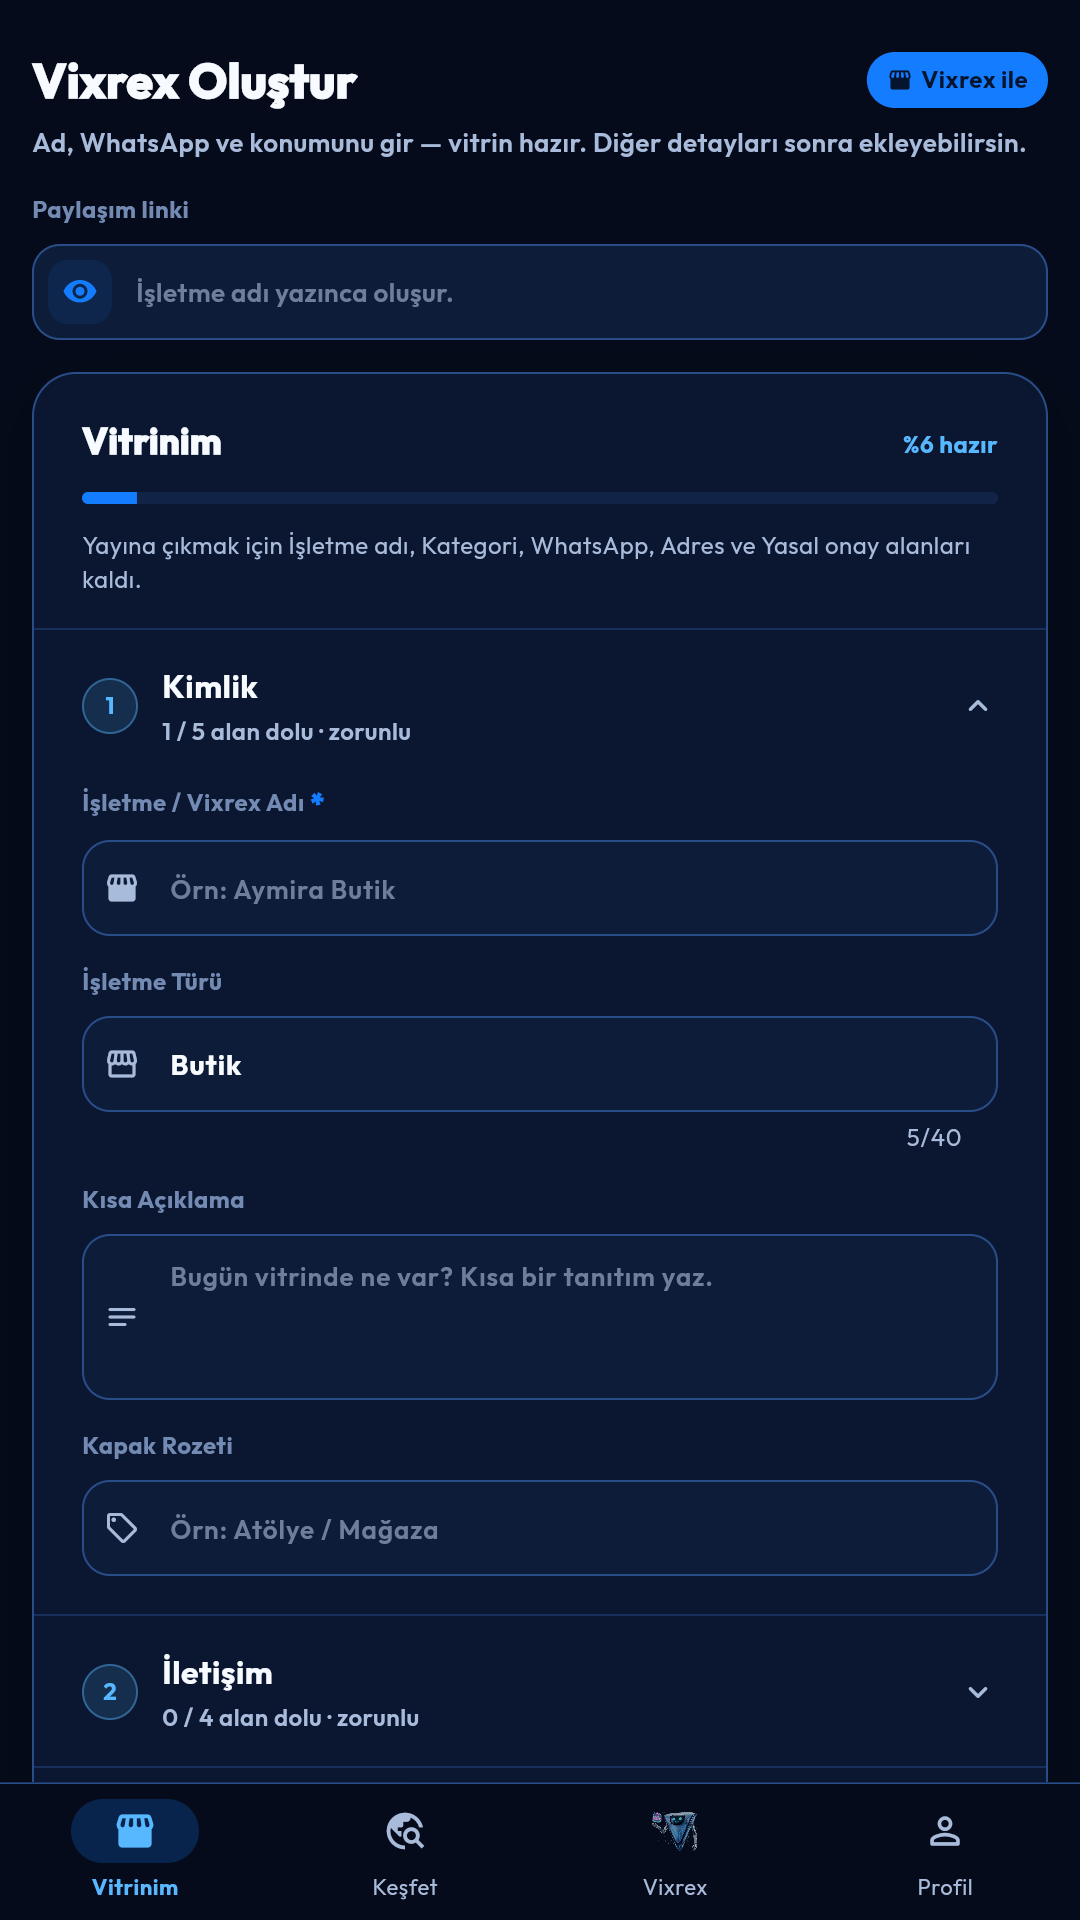 Vixrex Oluştur
Vixrex ile
Ad, WhatsApp ve konumunu gir — vitrin hazır. Diğer detayları sonra ekleyebilirsin.
Paylaşım linki
İşletme adı yazınca oluşur.
Vitrinim
%6 hazır
Yayına çıkmak için İşletme adı, Kategori, WhatsApp, Adres ve Yasal onay alanları
kaldı.
1
Kimlik
1 / 5 alan dolu · zorunlu
İşletme / Vixrex Adı *
Örn: Aymira Butik
İşletme Türü
Butik
5/40
Kısa Açıklama
Bugün vitrinde ne var? Kısa bir tanıtım yaz.
Kapak Rozeti
Örn: Atölye / Mağaza
2
İletişim
0 / 4 alan dolu · zorunlu
Vitrinim
Keşfet
Vixrex
Profil